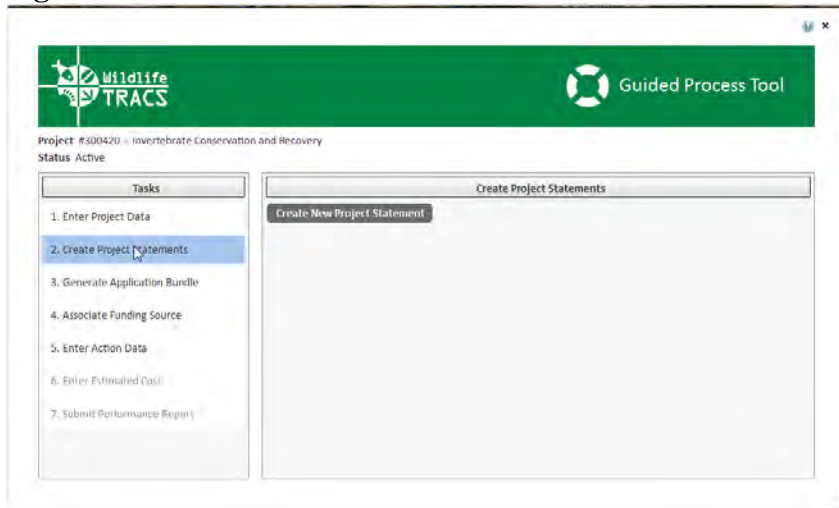 Wildlife
TRACS
Guided Process Tool
Project #300420 - Invertebrate Conservation and Recovery
Status Active
Tasks
Create Project Statements
1. Enter Project Data
Create New Project Statement
2. Create Project Statements
3. Generate Application Bundle
4. Associate Funding Source
5. Enter Action Data
6. Enter Estimated Cost
7. Submit Performance Report